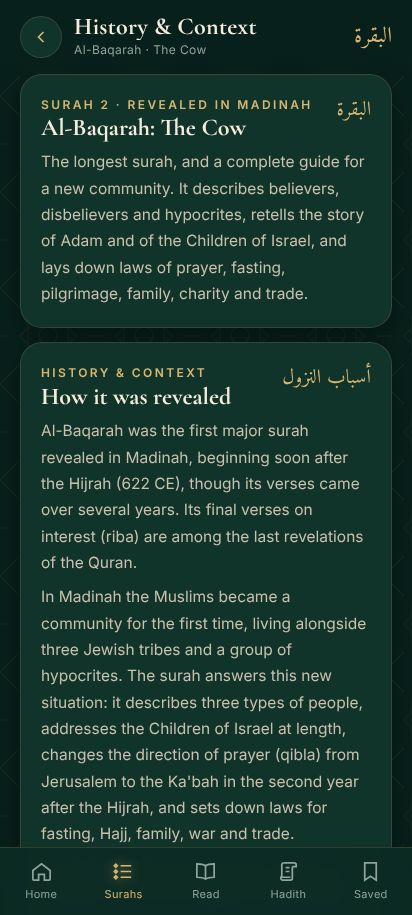 History & Context
Al-Baqarah · The Cow
البقرة
SURAH 2 · REVEALED IN MADINAH
البقرة
Al-Baqarah: The Cow
The longest surah, and a complete guide for
a new community. It describes believers,
disbelievers and hypocrites, retells the story
of Adam and of the Children of Israel, and
lays down laws of prayer, fasting,
pilgrimage, family, charity and trade.
HISTORY & CONTEXT
أسباب النزول
How it was revealed
Al-Baqarah was the first major surah
revealed in Madinah, beginning soon after
the Hijrah (622 CE), though its verses came
over several years. Its final verses on
interest (riba) are among the last revelations
of the Quran.
In Madinah the Muslims became a
community for the first time, living alongside
three Jewish tribes and a group of
hypocrites. The surah answers this new
situation: it describes three types of people,
addresses the Children of Israel at length,
changes the direction of prayer (qibla) from
Jerusalem to the Ka'bah in the second year
after the Hijrah, and sets down laws for
fasting, Hajj, family, war and trade.
Home
Surahs
Read
Hadith
Saved